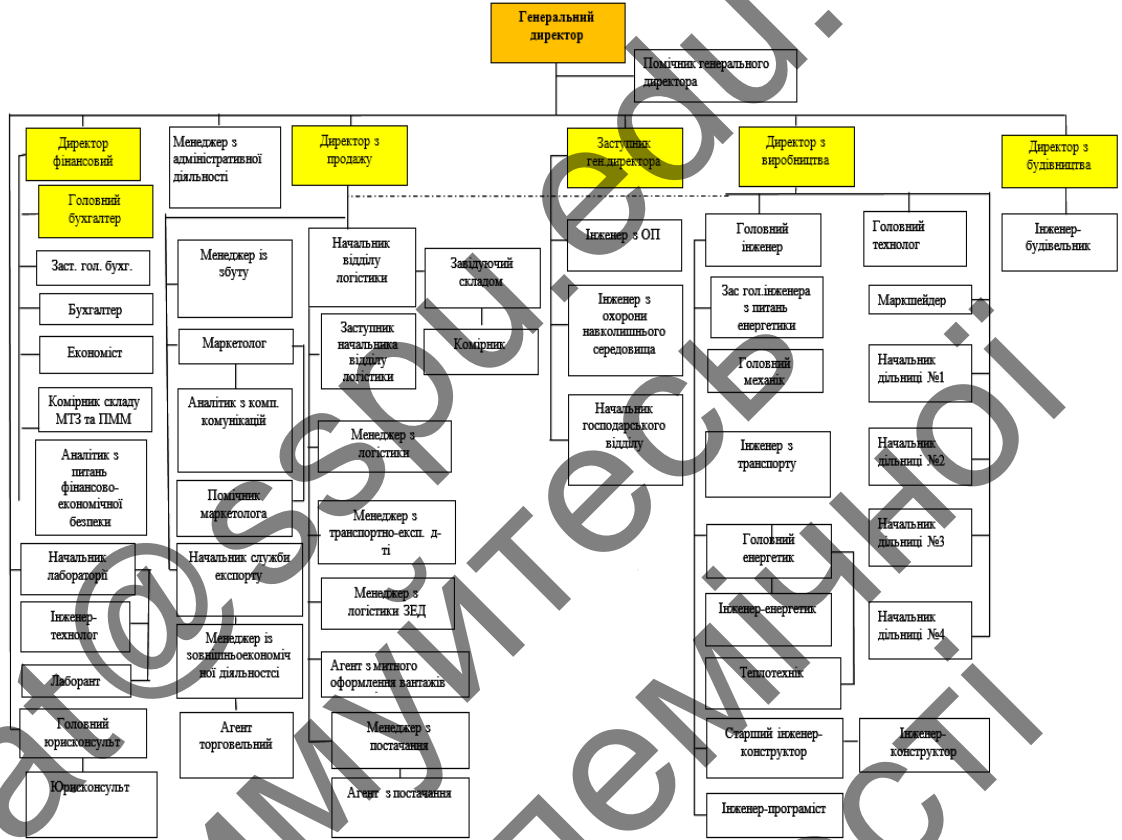 Генеральний
директор
Помічник генерального
директора
Директор
фінансовий
Менеджер з
адміністративної
діяльності
Директор з
продажу
Заступник
ген.директора
Директор з
виробництва
Директор з
будівництва
Головний
бухгалтер
Заст. гол. бухг.
Бухгалтер
Економіст
Комірник складу
МТЗ та ПММ
Аналітик з
питань
фінансово-
економічної
безпеки
Начальник
лабораторії
Інженер-
технолог
Лаборант
Головний
юрисконсульт
Юрисконсульт
Менеджер із
збуту
Маркетолог
Аналітик з комп.
комунікацій
Помічник
маркетолога
Начальник служби
експорту
Менеджер із
зовнішньоекономіч
ної діяльностсі
Агент
торговельний
Начальник
відділу
логістики
Заступник
начальника
відділу
логістики
Менеджер з
логістики
Менеджер з
транспортно-експ. д-
ті
Менеджер з
логістики ЗЕД
Агент з митного
оформлення вантажів
Менеджер з
постачання
Агент з постачання
Завідуючий
складом
Комірник
Інженер з ОП
Інженер з
охорони
навколишнього
середовища
Начальник
господарського
відділу
Головний
інженер
Зас гол.інженера
з питань
енергетики
Головний
механік
Інженер з
транспорту
Головний
енергетик
Інженер-енергетик
Теплотехнік
Старший інженер-
конструктор
Інженер-
конструктор
Інженер-програміст
Головний
технолог
Маркшейдер
Начальник
дільниці №1
Начальник
дільниці №2
Начальник
дільниці №3
Начальник
дільниці №4
Інженер-
будівельник
at @sspu.edu.